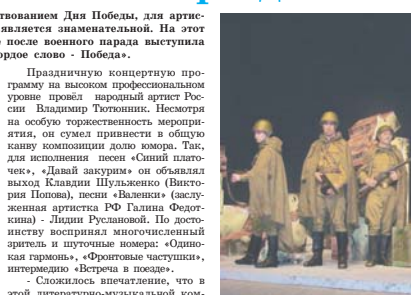 ствованием Дня Победы, для артис-
является знаменательной. На этот
после военного парада выступила
ордое слово - Победа».
Праздничную концертную про-
грамму на высоком профессиональном
уровне провёл народный артист Рос-
сии Владимир Тютюнник. Несмотря
на особую торжественность меропри-
ятия, он сумел привнести в общую
канву композиции долю юмора. Так,
для исполнения песен «Синий плато-
чек», «Давай закурим» он объявлял
выход Клавдии Шульженко (Викто-
рия Попова), песни «Валенки» (заслу-
женная артистка РФ Галина Федот-
кина) - Лидии Руслановой. По досто-
инству воспринял многочисленный
зритель и шуточные номера: «Одино-
кая гармонь», «Фронтовые частушки»,
интермедию «Встреча в поезде».
- Сложилось впечатление, что в
этой литературно-музыкальной ком-